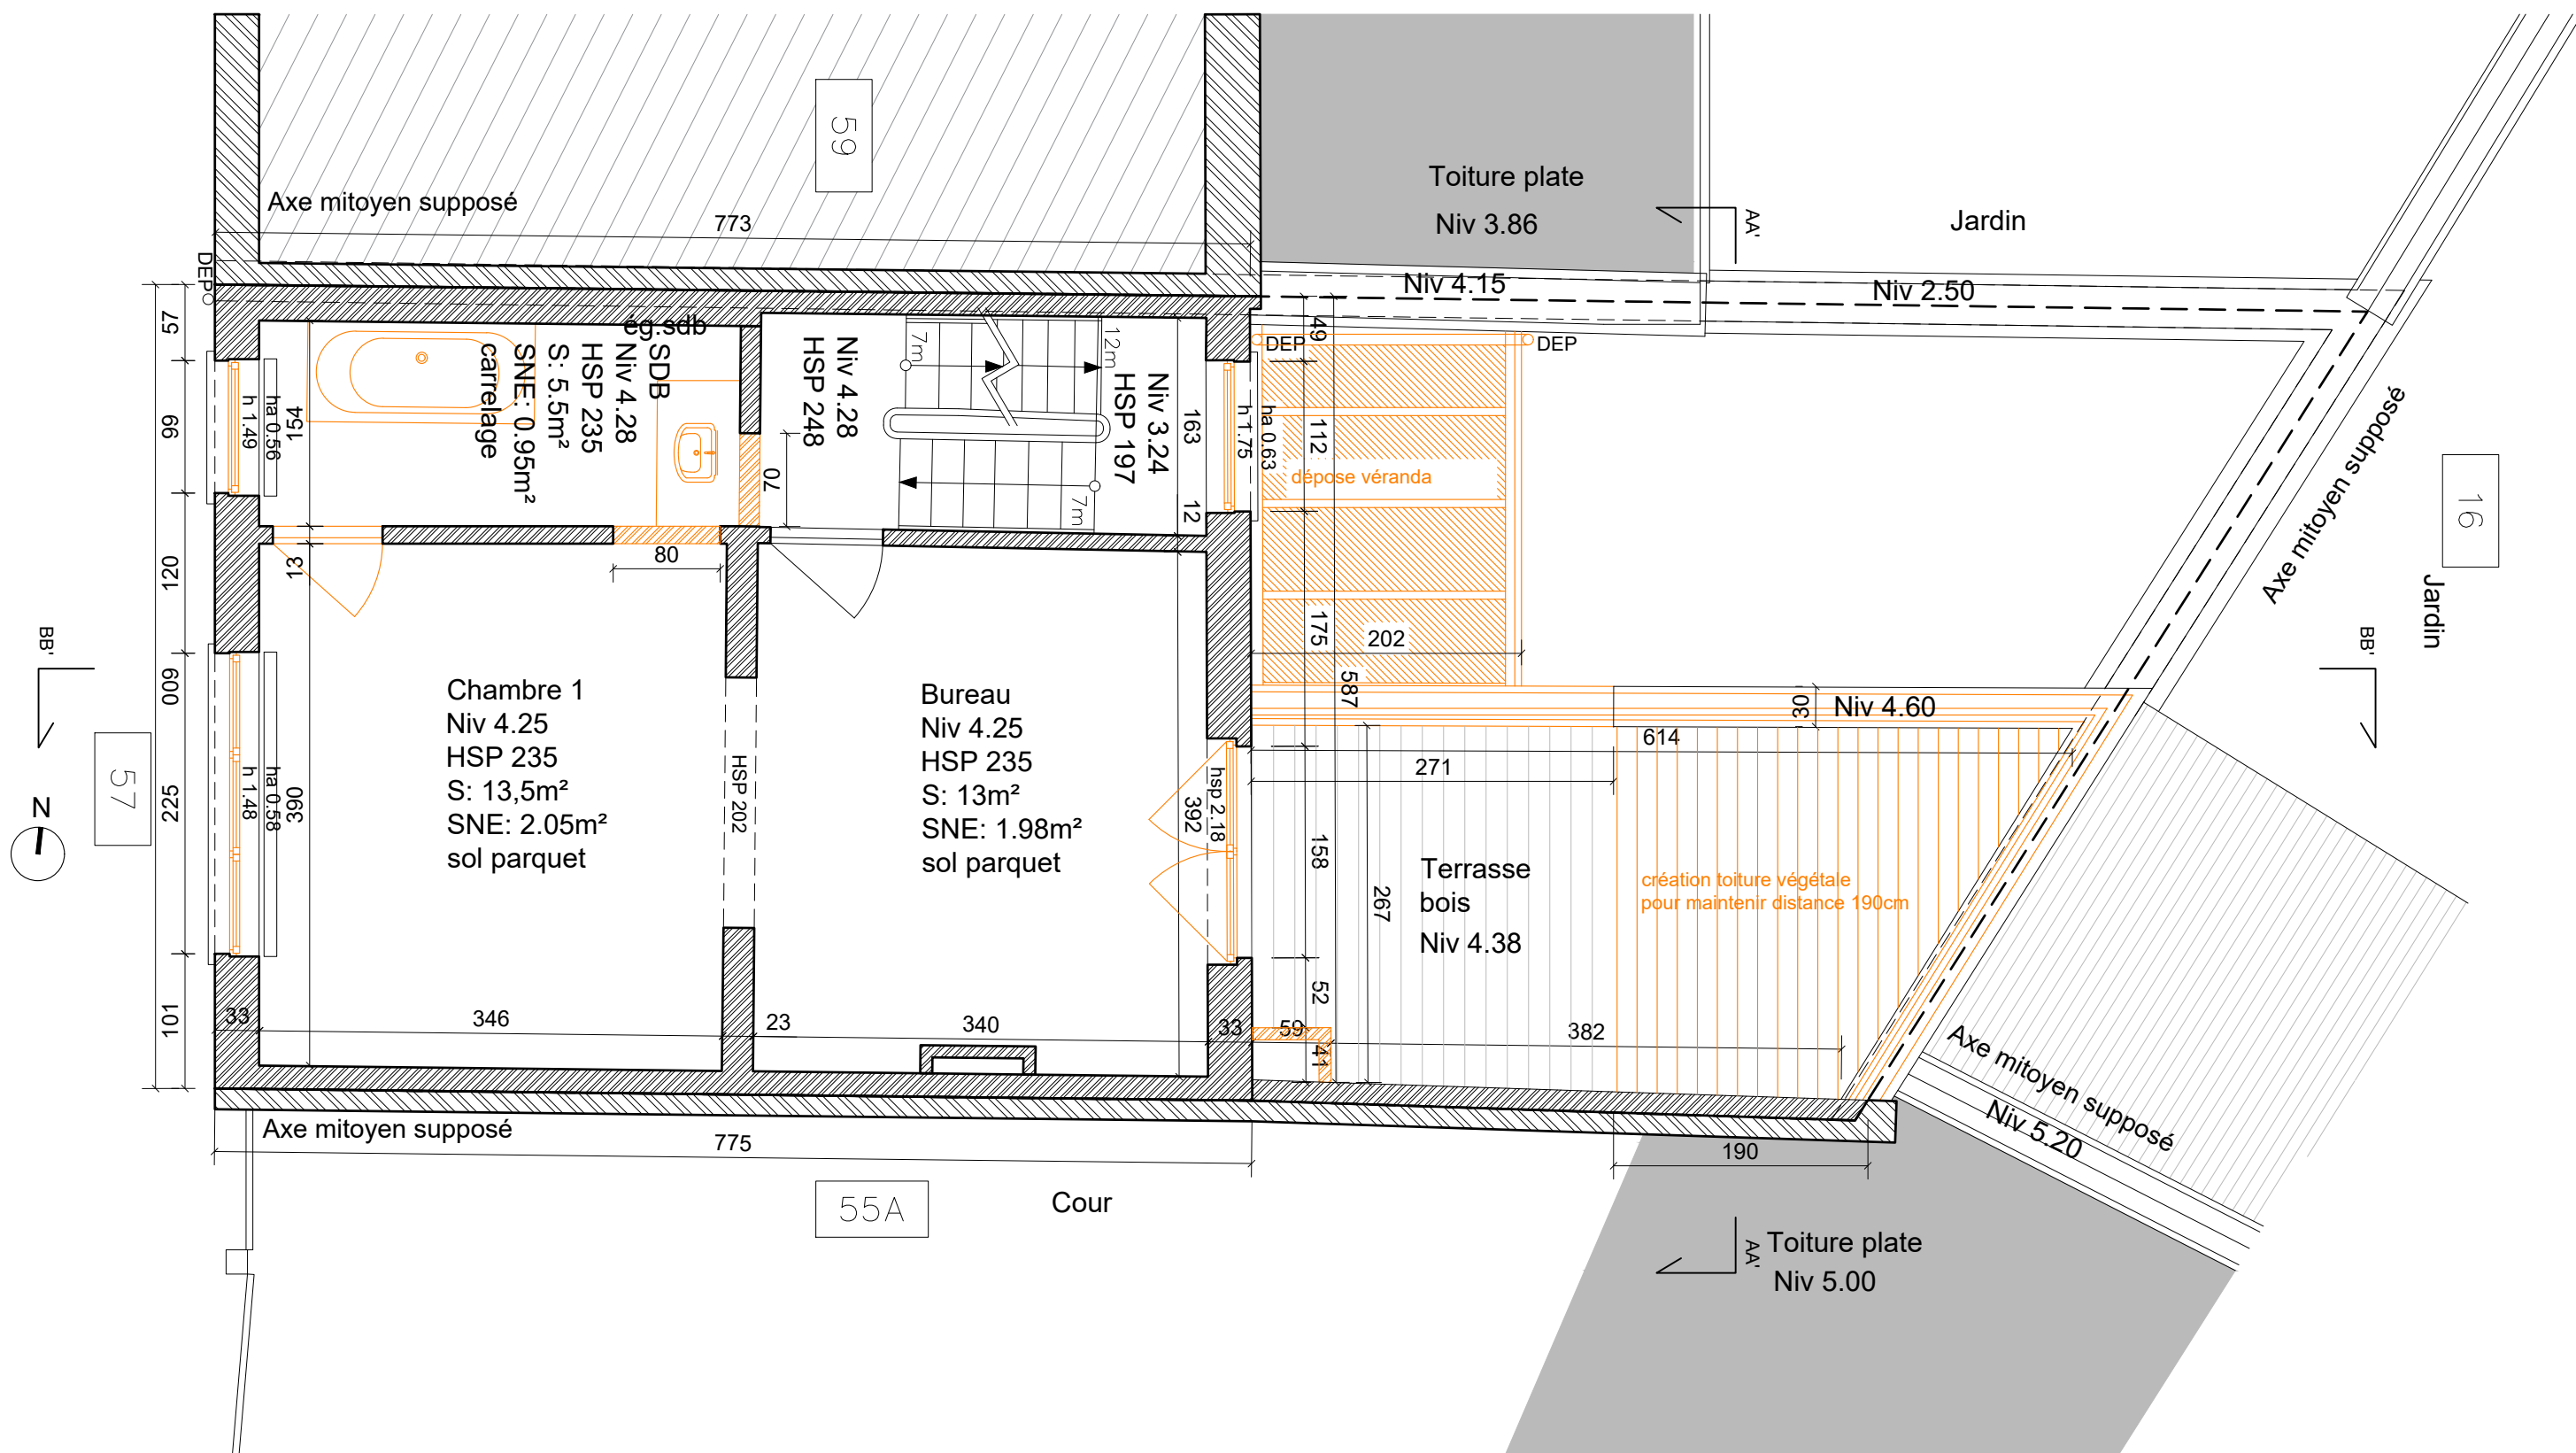 59
Axe mitoyen supposé
773
Toiture plate
Niv 3.86
AA'
Jardin
Niv 4.15
Niv 2.50
DEP
57
99
120
600
225
101
ég.sdb
SDB
Niv 4.28
HSP 235
S: 5.5m²
SNE: 0.95m²
carrelage
ha 0.56
h 1.49
154
13
80
70
Niv 4.28
HSP 248
7m
12m
7m
Niv 3.24
HSP 197
163
12
ha 0.63
h 1.75
DEP
DEP
49
112
175
587
dépose véranda
202
Axe mitoyen supposé
16
Jardin
BB'
BB'
57
N
ha 0.58
h 1.48
360
Chambre 1
Niv 4.25
HSP 235
S: 13,5m²
SNE: 2.05m²
sol parquet
HSP 202
Bureau
Niv 4.25
HSP 235
S: 13m²
SNE: 1.98m²
sol parquet
hsp 2.18
392
30
Niv 4.60
614
271
158
267
52
Terrasse
bois
Niv 4.38
création toiture végétale
pour maintenir distance 190cm
33
346
23
340
33
59
41
382
Axe mitoyen supposé
Niv 5.20
Axe mitoyen supposé
775
190
55A
Cour
AA'
Toiture plate
Niv 5.00